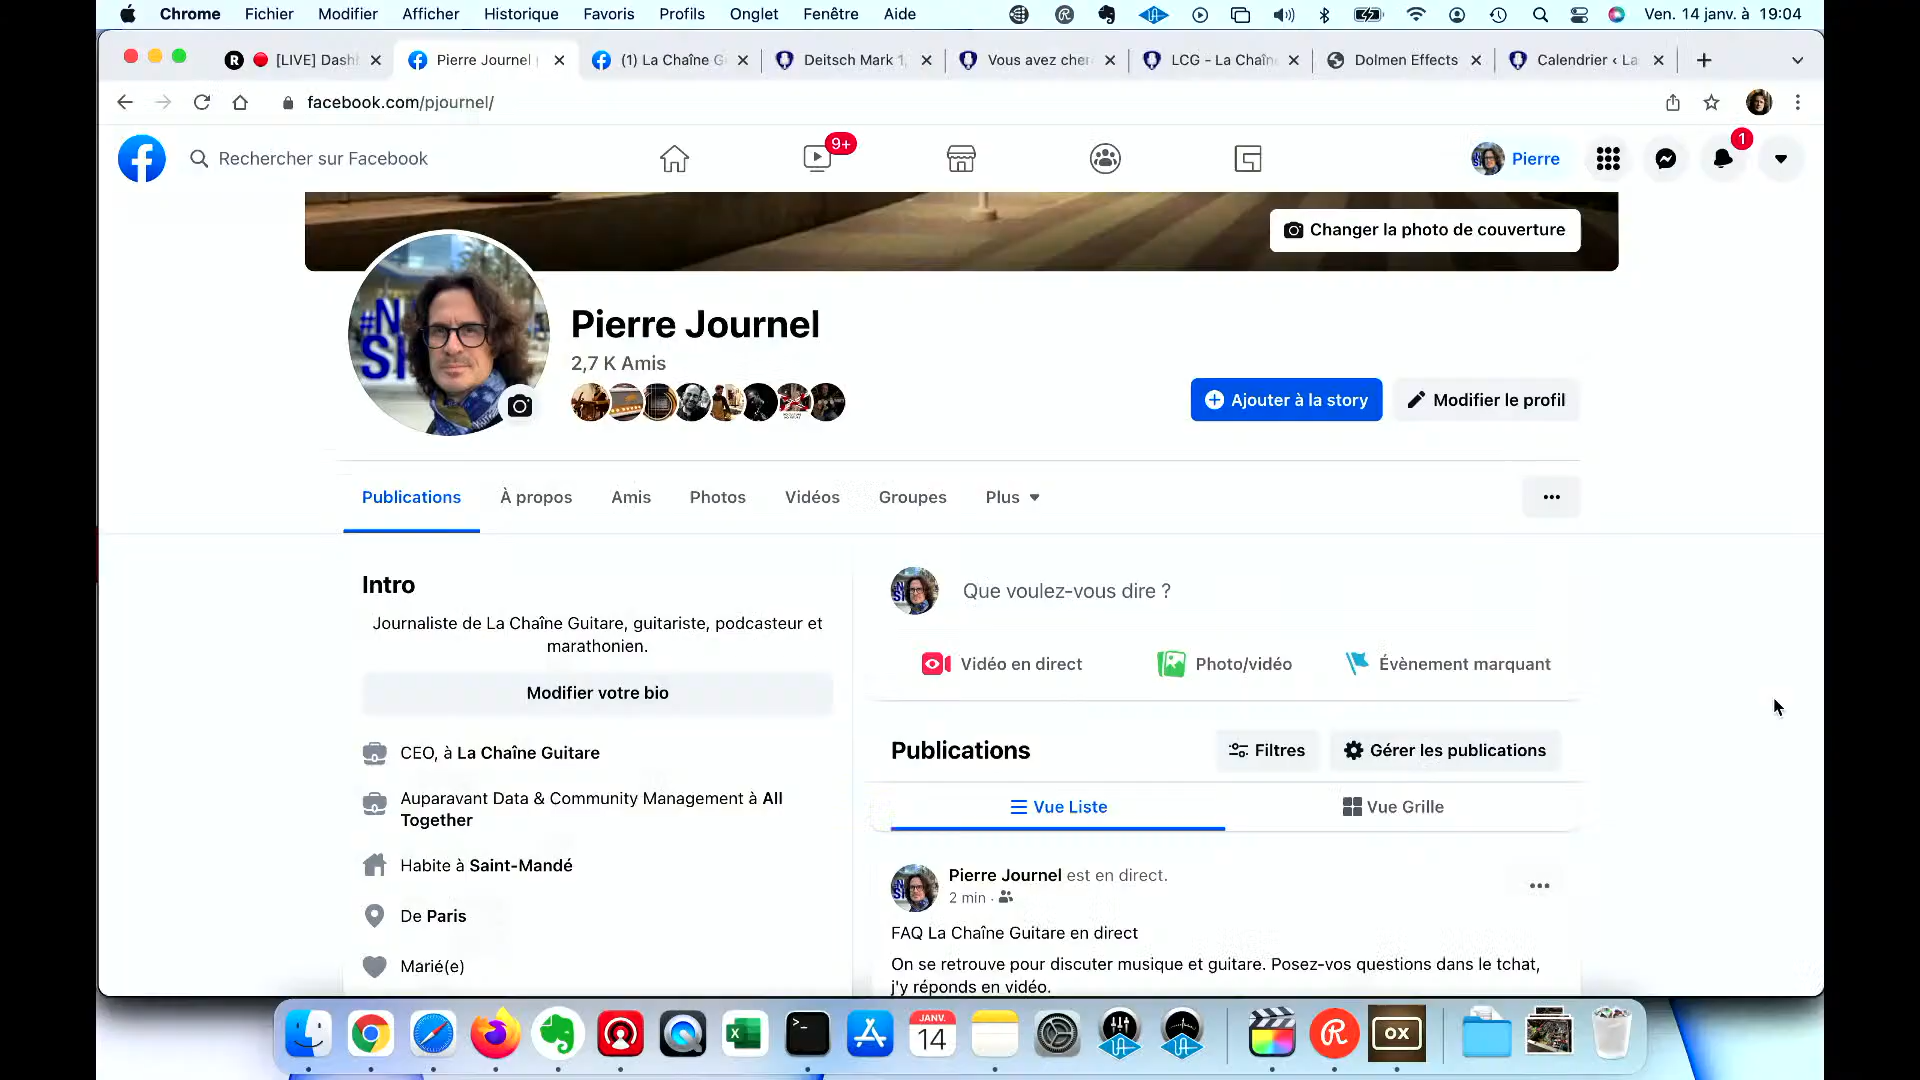 Chrome Fichier Modifier Afficher Historique Favoris Profils Onglet Fenêtre Aide Ven. 14 janv. à 19:04
[LIVE] Dash
Pierre Journel
(1) La Chaîne G
Deitsch Mark 1,
Vous avez cher
LCG - La Chaîn
Dolmen Effects
Calendrier ‹ La
facebook.com/pjournel/
Rechercher sur Facebook
9+
Pierre
1
Changer la photo de couverture
Pierre Journel
2,7 K Amis
Ajouter à la story
Modifier le profil
Publications À propos Amis Photos Vidéos Groupes Plus
Intro
Journaliste de La Chaîne Guitare, guitariste, podcasteur et
marathonien.
Modifier votre bio
CEO, à La Chaîne Guitare
Auparavant Data & Community Management à All
Together
Habite à Saint-Mandé
De Paris
Marié(e)
Que voulez-vous dire ?
Vidéo en direct Photo/vidéo Évènement marquant
Publications
Filtres
Gérer les publications
Vue Liste
Vue Grille
Pierre Journel est en direct.
2 min ·
FAQ La Chaîne Guitare en direct
On se retrouve pour discuter musique et guitare. Posez-vos questions dans le tchat,
j'y réponds en vidéo.
JANV.
14
OX